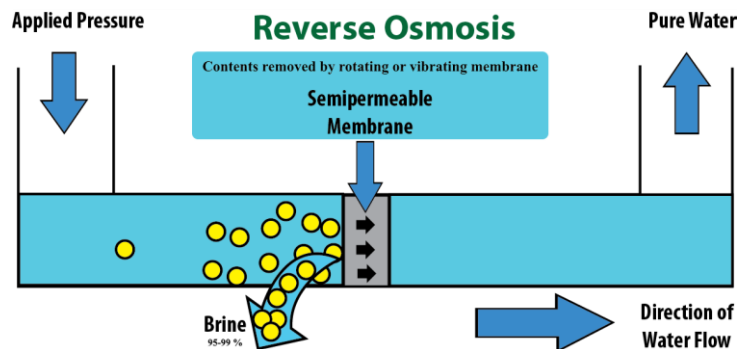 Applied Pressure
Reverse Osmosis
Pure Water
Contents removed by rotating or vibrating membrane
Semipermeable
Membrane
Brine
95-99 %
Direction of
Water Flow